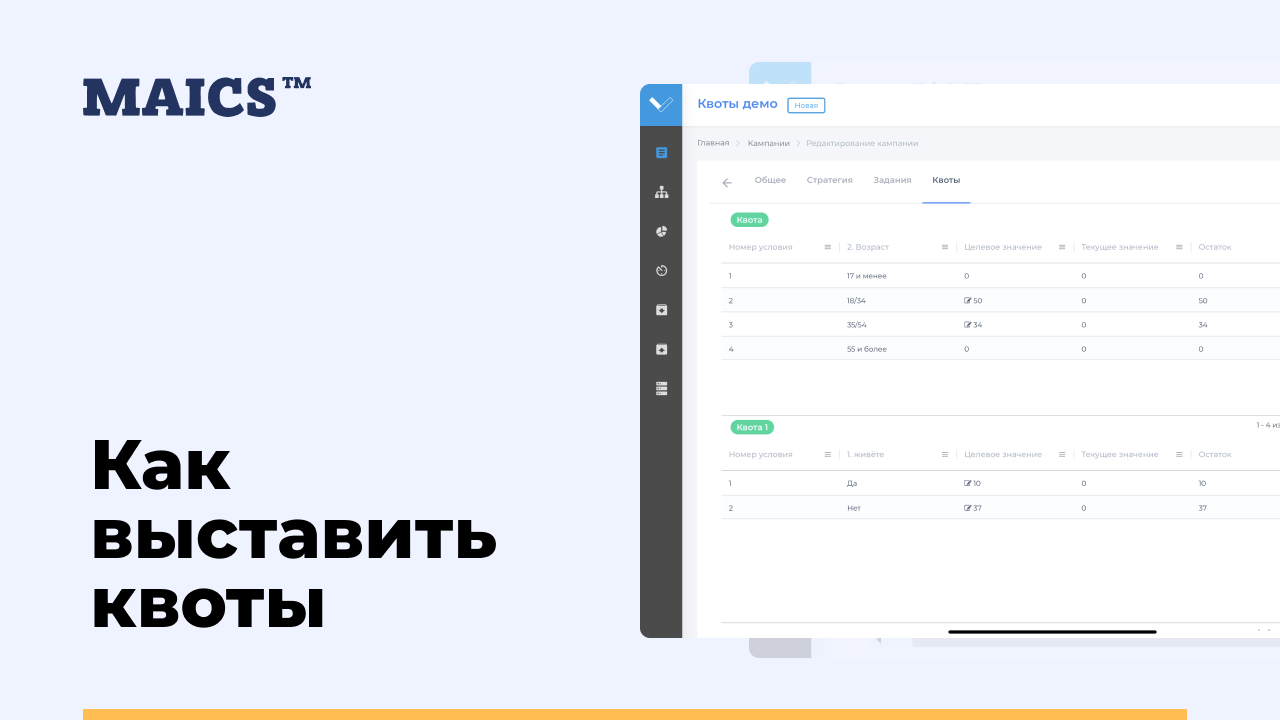 MAICS™
Как
выставить
квоты
Квоты демо Новая
Главная Кампании Редактирование кампании
Общее Стратегия Задания Квоты
Квота
Номер условия 2. Возраст Целевое значение Текущее значение Остаток
1 17 и менее 0 0 0
2 18/34 50 0 50
3 35/54 34 0 34
4 55 и более 0 0 0
Квота 1 1 - 4 из
Номер условия 1. живёте Целевое значение Текущее значение Остаток
1 Да 10 0 10
2 Нет 37 0 37